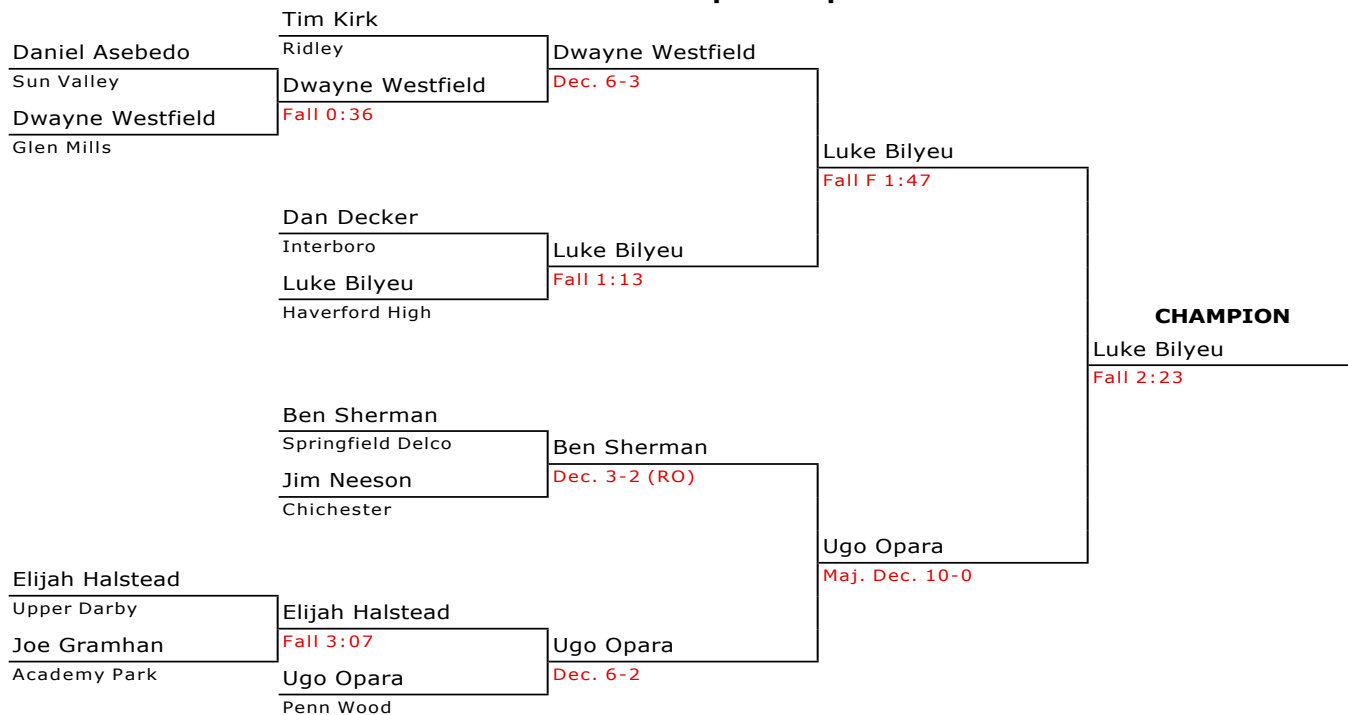 Tim Kirk
Ridley
Daniel Asebedo
Sun Valley
Dwayne Westfield
Glen Mills
Dwayne Westfield
Fall 0:36
Dwayne Westfield
Dec. 6-3
Dan Decker
Interboro
Luke Bilyeu
Haverford High
Luke Bilyeu
Fall 1:13
Luke Bilyeu
Fall F 1:47
Ben Sherman
Springfield Delco
Jim Neeson
Chichester
Ben Sherman
Dec. 3-2 (RO)
Elijah Halstead
Upper Darby
Joe Gramhan
Academy Park
Elijah Halstead
Fall 3:07
Ugo Opara
Penn Wood
Ugo Opara
Dec. 6-2
Ugo Opara
Maj. Dec. 10-0
CHAMPION
Luke Bilyeu
Fall 2:23